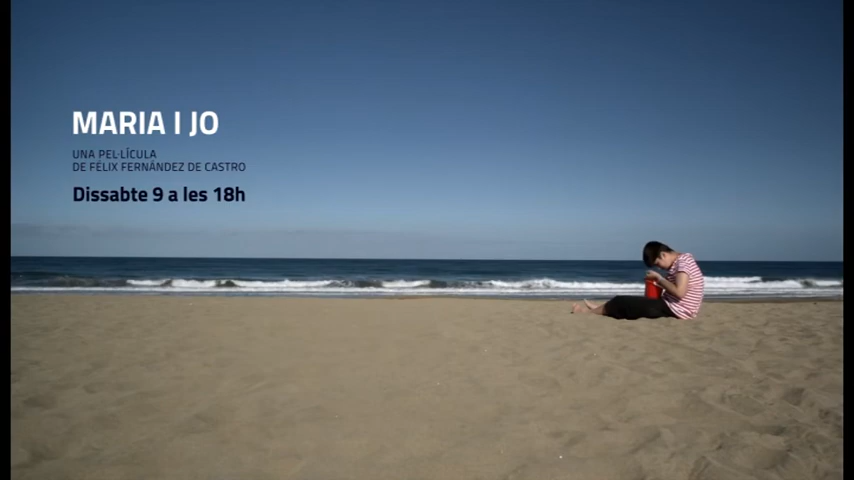 MARIA I JO
UNA PEL·LÍCULA
DE FÉLIX FERNÁNDEZ DE CASTRO
Dissabte 9 a les 18h